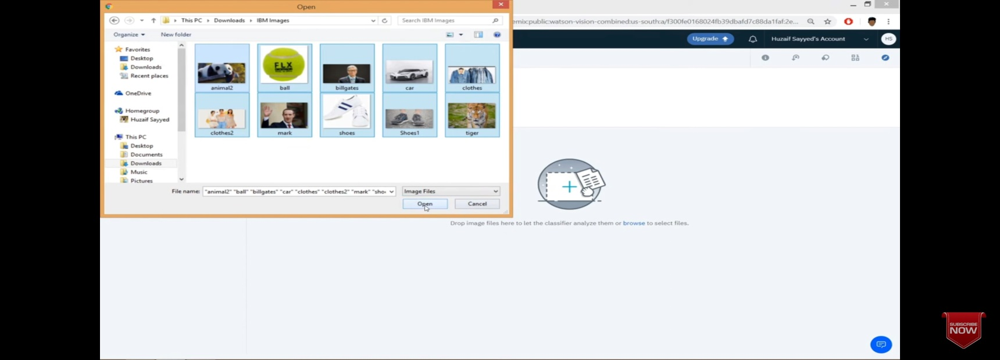 Open
This PC
Downloads
IBM Images
Search IBM Images
emix:public:watson-vision-combined:us-south:a/f300fe0168024fb39dbafd7c88da1faf:2e...
Organize
New folder
Upgrade
Huzaif Sayyed's Account
HS
Favorites
Desktop
Downloads
Recent places
OneDrive
Homegroup
Huzaif Sayyed
This PC
Desktop
Documents
Downloads
Music
Pictures
FLX
animal2
ball
billgates
car
clothes
clothes2
mark
shoes
Shoes1
tiger
File name:
"animal2" "ball" "billgates" "car" "clothes" "clothes2" "mark" "shoe
Image Files
Open
Cancel
Drop image files here to let the classifier analyze them or browse to select files.
SUBSCRIBE
NOW